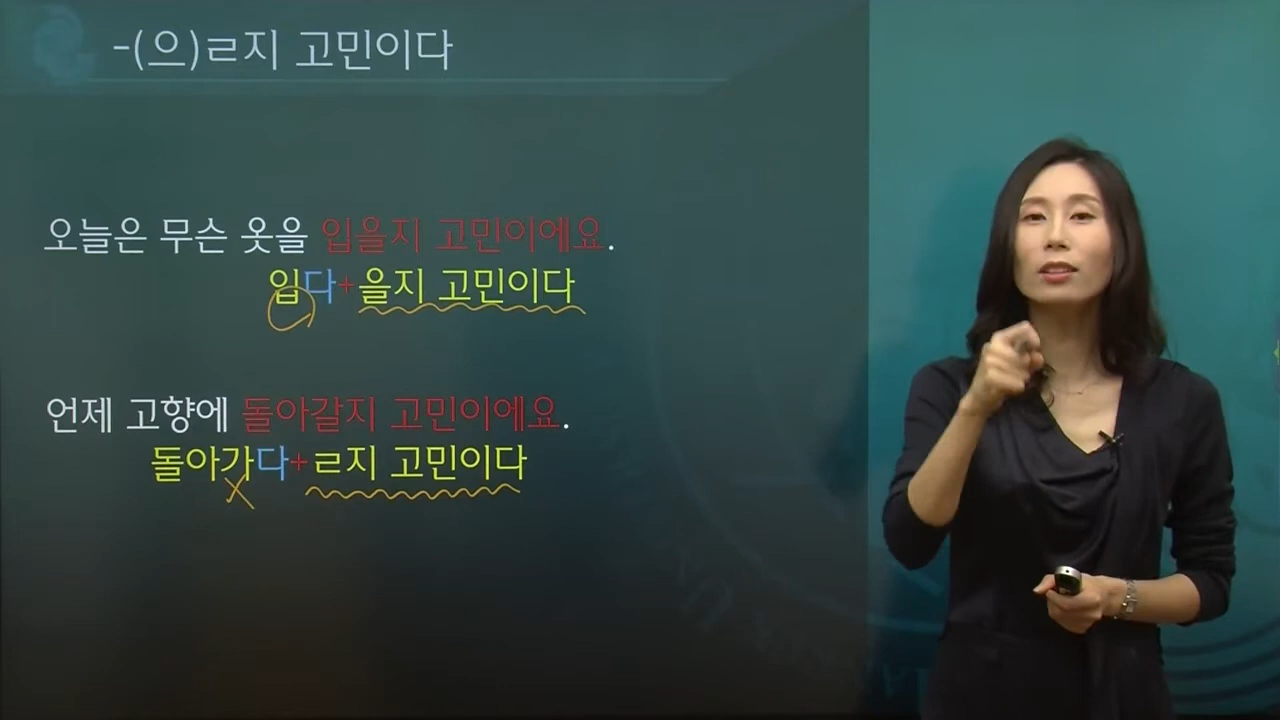 -(으)ㄹ지 고민이다
오늘은 무슨 옷을 입을지 고민이에요.
입다+을지 고민이다
언제 고향에 돌아갈지 고민이에요.
돌아가다+ㄹ지 고민이다